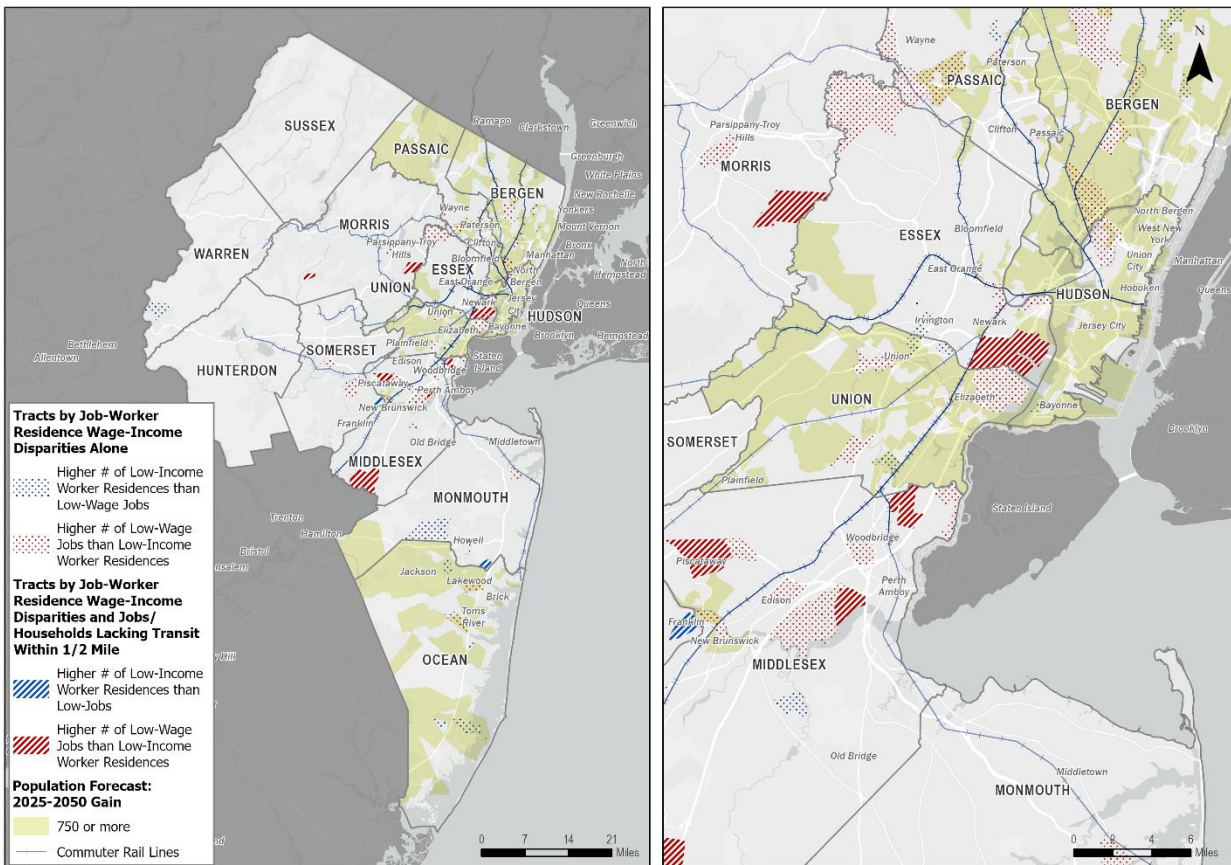 Ramapo
Clarkstown
Greenwich
SUSSEX
PASSAIC
Greenburgh
White Plains
BERGEN
New Rochelle
Yonkers
MORRIS
Wayne
Paterson
Mount Vernon
WARREN
Parsippany-Troy
Hills
Clifton
Manhattan
Bronx
Bloomfield
North
Hempstead
ESSEX
North
Bergen
East Orange
UNION
Jersey
City
Queens
Newark
HUDSON
Union
Bayonne
Elizabeth
Hempstead
Brooklyn
Bethlehem
SOMERSET
Plainfield
Allentown
Edison
Staten
Island
HUNTERDON
Woodbridge
Piscataway
Perth Amboy
New Brunswick
Franklin
Old Bridge
Middletown
MIDDLESEX
MONMOUTH
Trenton
Hamilton
Howell
Bristol
nsalem
Jackson
Lakewood
Brick
Toms
River
OCEAN
y Hill
nd
Tracts by Job-Worker
Residence Wage-Income
Disparities Alone
Higher # of Low-Income
Worker Residences than
Low-Wage Jobs
Higher # of Low-Wage
Jobs than Low-Income
Worker Residences
Tracts by Job-Worker
Residence Wage-Income
Disparities and Jobs/
Households Lacking Transit
Within 1/2 Mile
Higher # of Low-Income
Worker Residences than
Low-Jobs
Higher # of Low-Wage
Jobs than Low-Income
Worker Residences
Population Forecast:
2025-2050 Gain
750 or more
Commuter Rail Lines
0 7 14 21
Miles
N
Wayne
Paterson
PASSAIC
BERGEN
Parsippany-Troy
Hills
Clifton
Passaic
MORRIS
North Bergen
West New
York
ESSEX
Bloomfield
Manhattan
East Orange
Union
City
Hoboken
HUDSON
Irvington
Newark
Jersey City
Union
UNION
Elizabeth
Bayonne
SOMERSET
Brooklyn
Plainfield
Staten Island
Woodbridge
Piscataway
Perth
Amboy
Edison
Franklin
New Brunswick
MIDDLESEX
Old Bridge
Middletown
MONMOUTH
0 2 4 6
Miles